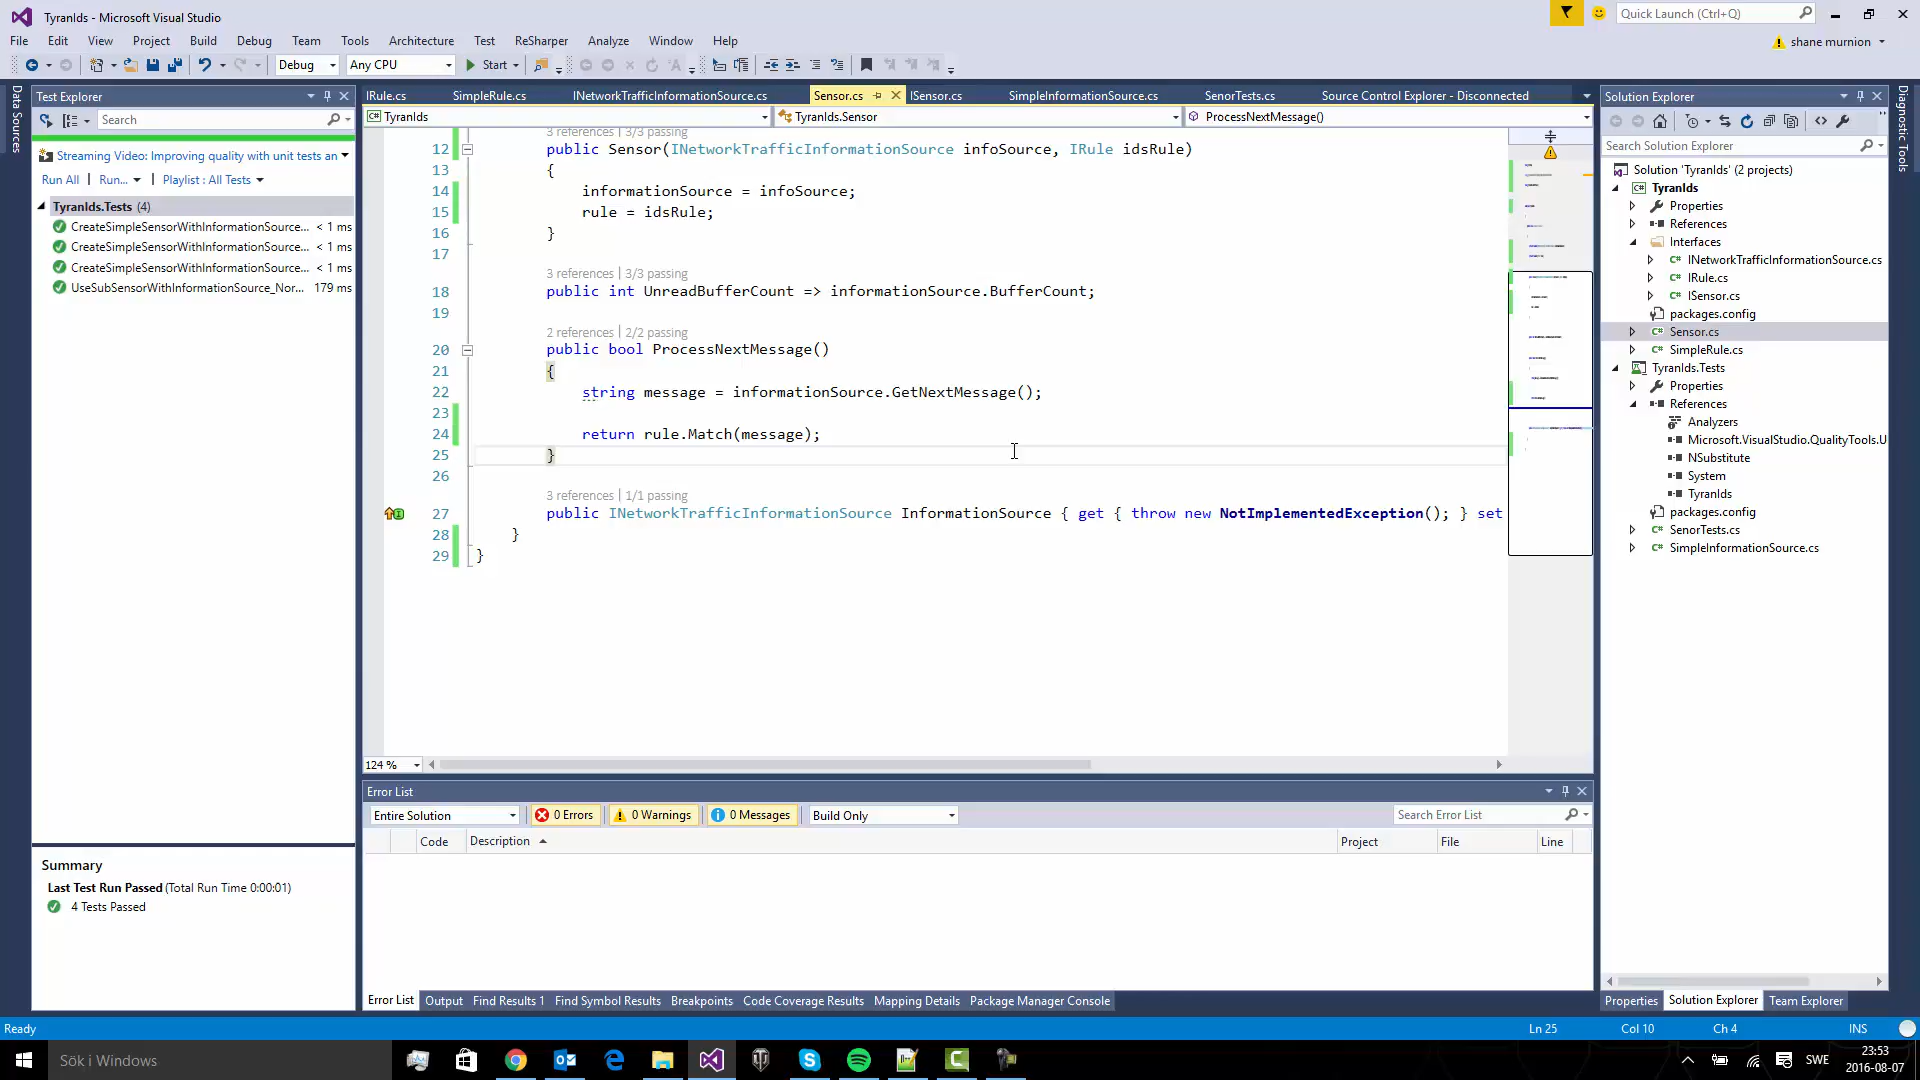 TyranIds - Microsoft Visual Studio
Quick Launch (Ctrl+Q)
File Edit View Project Build Debug Team Tools Architecture Test ReSharper Analyze Window Help
shane murnion
Debug Any CPU Start
Data Sources
Test Explorer
Search
Streaming Video: Improving quality with unit tests an
Run All Run... Playlist : All Tests
TyranIds.Tests (4)
CreateSimpleSensorWithInformationSource... < 1 ms
CreateSimpleSensorWithInformationSource... < 1 ms
CreateSimpleSensorWithInformationSource... < 1 ms
UseSubSensorWithInformationSource_Nor... 179 ms
Summary
Last Test Run Passed (Total Run Time 0:00:01)
4 Tests Passed
IRule.cs SimpleRule.cs INetworkTrafficInformationSource.cs Sensor.cs ISensor.cs SimpleInformationSource.cs SenorTests.cs Source Control Explorer - Disconnected
TyranIds TyranIds.Sensor ProcessNextMessage()
3 references | 3/3 passing
12 public Sensor(INetworkTrafficInformationSource infoSource, IRule idsRule)
13 {
14 informationSource = infoSource;
15 rule = idsRule;
16 }
17
3 references | 3/3 passing
18 public int UnreadBufferCount => informationSource.BufferCount;
19
2 references | 2/2 passing
20 public bool ProcessNextMessage()
21 {
22 string message = informationSource.GetNextMessage();
23
24 return rule.Match(message);
25 }
26
3 references | 1/1 passing
27 public INetworkTrafficInformationSource InformationSource { get { throw new NotImplementedException(); } set
28 }
29 }
124 %
Error List
Entire Solution 0 Errors 0 Warnings 0 Messages Build Only Search Error List
Code Description Project File Line
Error List Output Find Results 1 Find Symbol Results Breakpoints Code Coverage Results Mapping Details Package Manager Console
Solution Explorer
Search Solution Explorer
Solution 'TyranIds' (2 projects)
TyranIds
Properties
References
Interfaces
INetworkTrafficInformationSource.cs
IRule.cs
ISensor.cs
packages.config
Sensor.cs
SimpleRule.cs
TyranIds.Tests
Properties
References
Analyzers
Microsoft.VisualStudio.QualityTools.U
NSubstitute
System
TyranIds
packages.config
SenorTests.cs
SimpleInformationSource.cs
Properties Solution Explorer Team Explorer
Diagnostic Tools
Ready Ln 25 Col 10 Ch 4 INS
Sök i Windows
SWE
23:53
2016-08-07